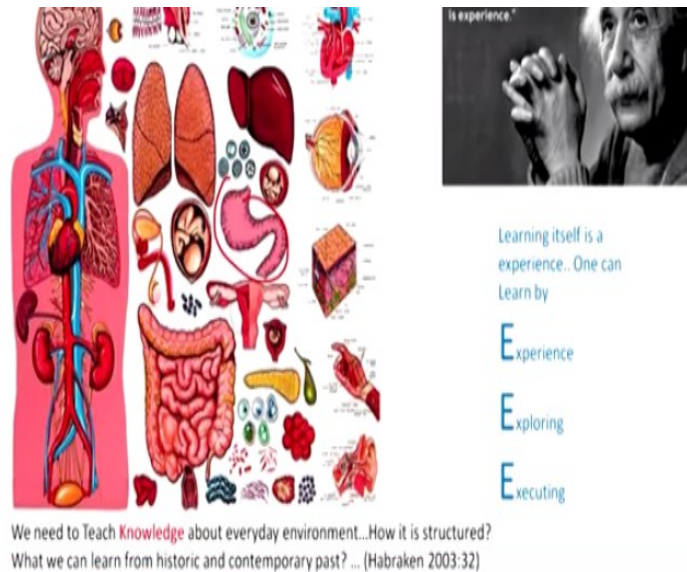 is experience."
Learning itself is a
experience.. One can
Learn by
Experience
Exploring
Executing
We need to Teach Knowledge about everyday environment...How it is structured?
What we can learn from historic and contemporary past? ... (Habraken 2003:32)